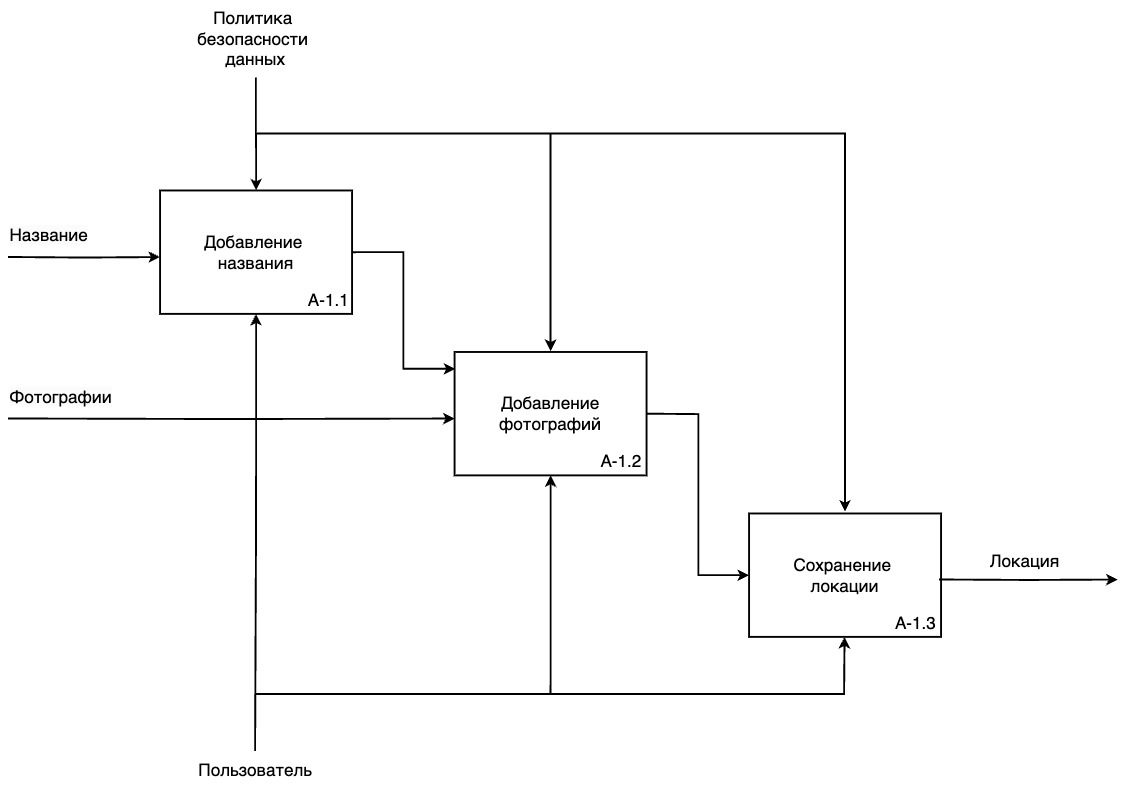 Политика
безопасности
данных
Название
Добавление
названия
A-1.1
Фотографии
Добавление
фотографий
A-1.2
Сохранение
локации
A-1.3
Локация
Пользователь